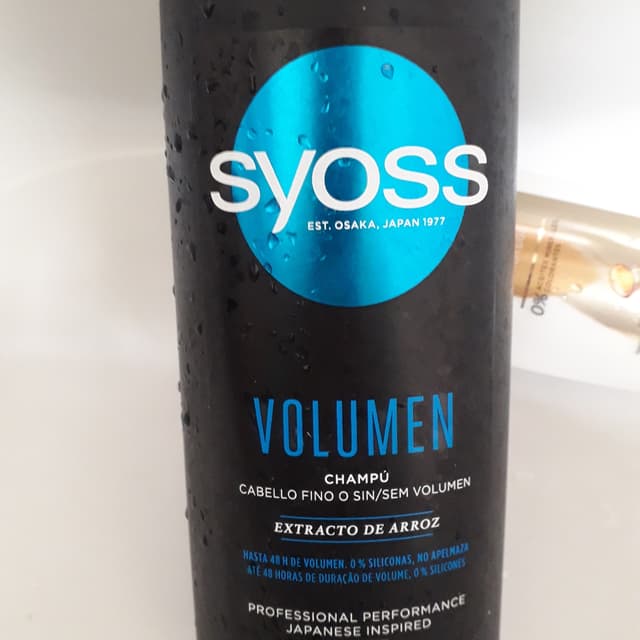 syoss
EST. OSAKA, JAPAN 1977
VOLUMEN
CHAMPÚ
CABELLO FINO O SIN/SEM VOLUMEN
EXTRACTO DE ARROZ
HASTA 48 H DE VOLUMEN. 0 % SILICONAS, NO APELMAZA
ATÉ 48 HORAS DE DURAÇÃO DE VOLUME, 0 % SILICONES
PROFESSIONAL PERFORMANCE
JAPANESE INSPIRED
0%